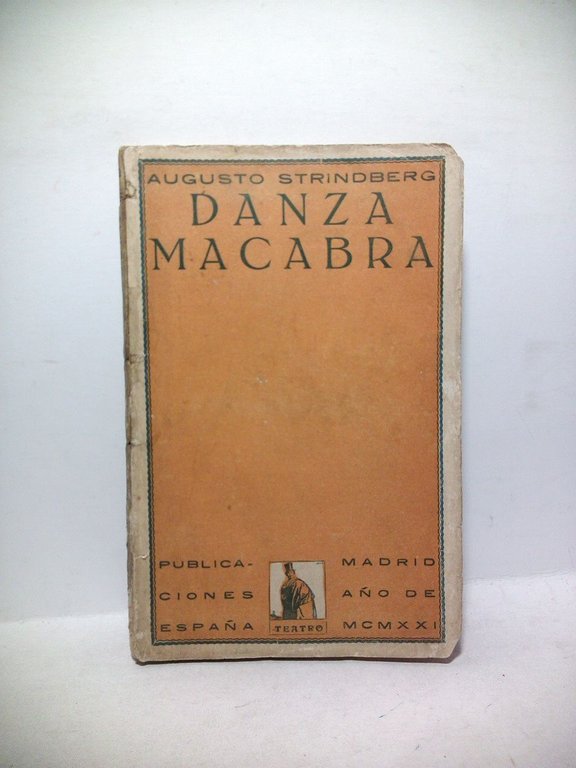 AUGUSTO STRINDBERG
DANZA
MACABRA
PUBLICA-
CIONES
ESPAÑA
TEATRO
MADRID
AÑO DE
MCMXXI